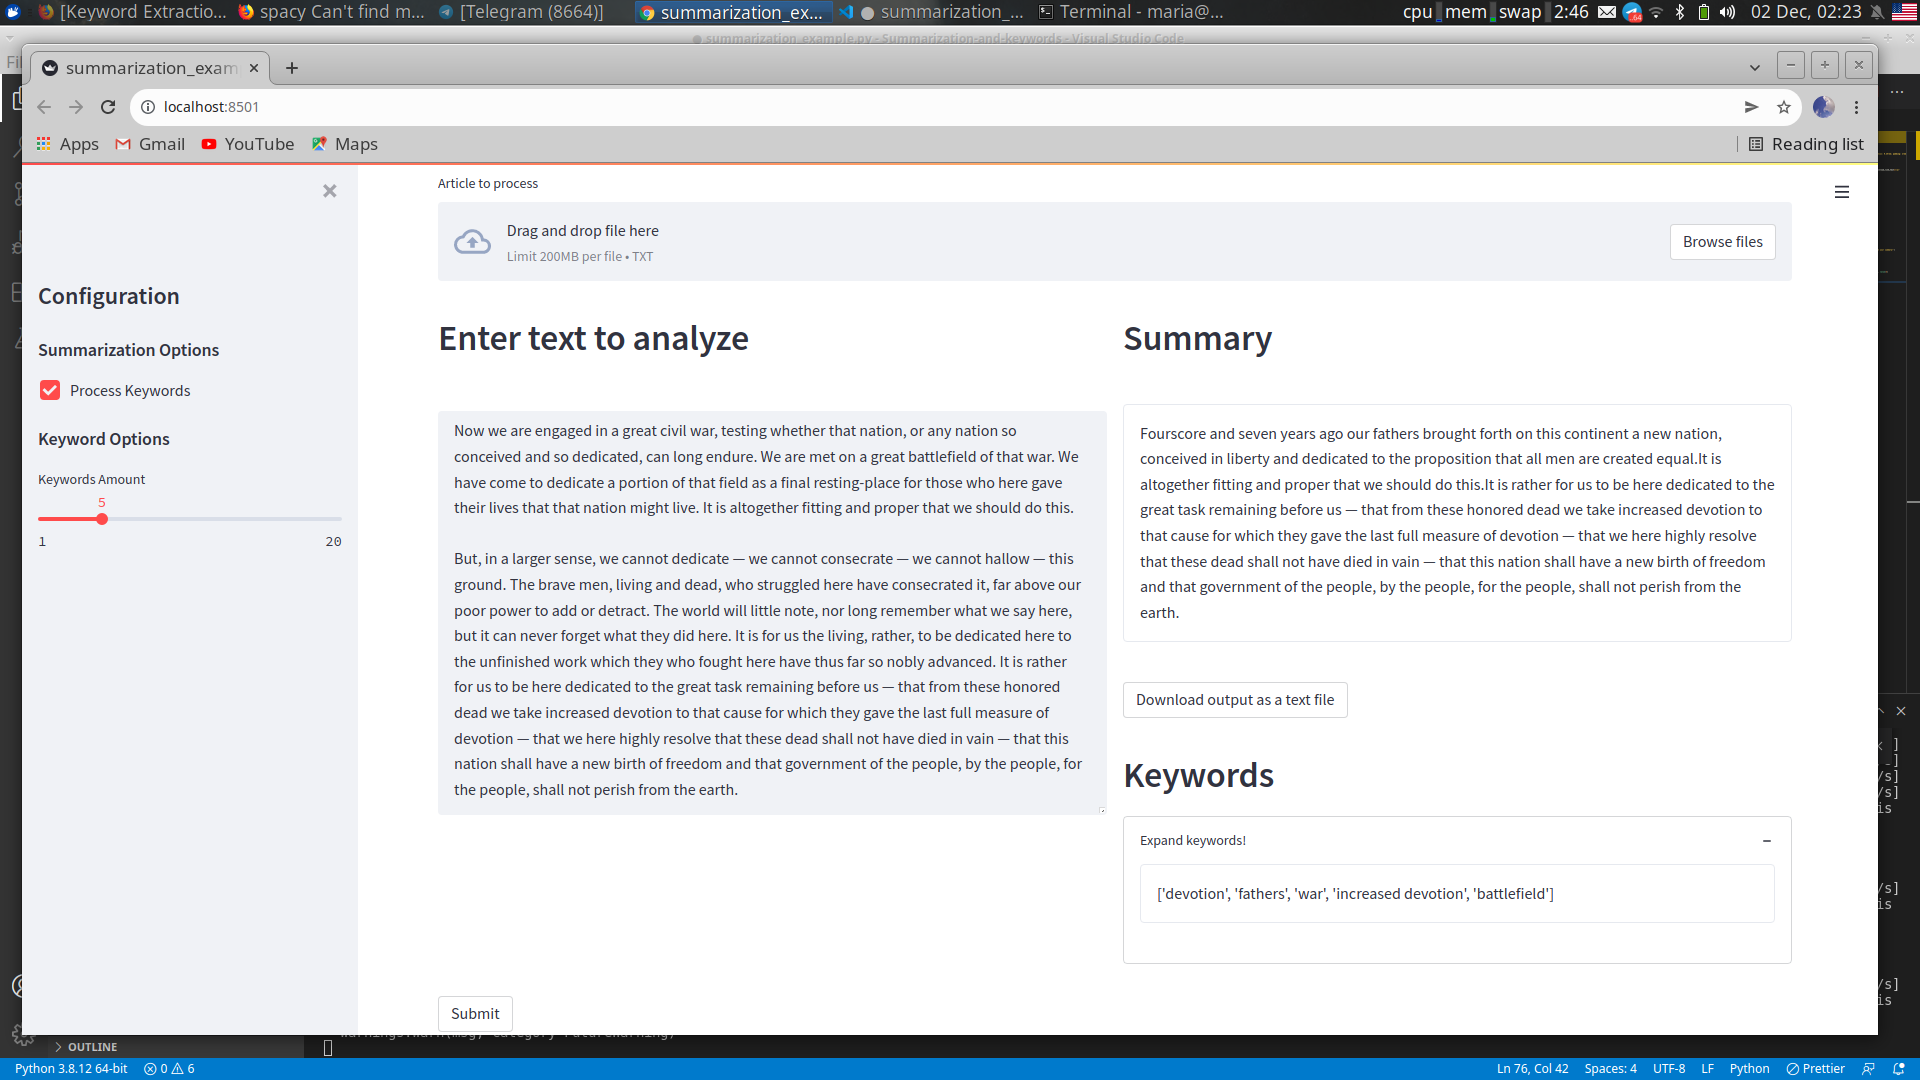 [Keyword Extractio...
spacy Can't find m...
[Telegram (8664)]
summarization_ex...
summarization_...
Terminal - maria@...
cpu mem swap 2:46
02 Dec, 02:23
summarization_example.py - Summarization-and-keywords - Visual Studio Code
summarization_exam
localhost:8501
Apps Gmail YouTube Maps
Reading list
Article to process
Drag and drop file here
Limit 200MB per file • TXT
Browse files
Configuration
Summarization Options
Process Keywords
Keyword Options
Keywords Amount
5
1 20
Enter text to analyze
Now we are engaged in a great civil war, testing whether that nation, or any nation so
conceived and so dedicated, can long endure. We are met on a great battlefield of that war. We
have come to dedicate a portion of that field as a final resting-place for those who here gave
their lives that that nation might live. It is altogether fitting and proper that we should do this.
But, in a larger sense, we cannot dedicate — we cannot consecrate — we cannot hallow — this
ground. The brave men, living and dead, who struggled here have consecrated it, far above our
poor power to add or detract. The world will little note, nor long remember what we say here,
but it can never forget what they did here. It is for us the living, rather, to be dedicated here to
the unfinished work which they who fought here have thus far so nobly advanced. It is rather
for us to be here dedicated to the great task remaining before us — that from these honored
dead we take increased devotion to that cause for which they gave the last full measure of
devotion — that we here highly resolve that these dead shall not have died in vain — that this
nation shall have a new birth of freedom and that government of the people, by the people, for
the people, shall not perish from the earth.
Submit
Summary
Fourscore and seven years ago our fathers brought forth on this continent a new nation,
conceived in liberty and dedicated to the proposition that all men are created equal.It is
altogether fitting and proper that we should do this.It is rather for us to be here dedicated to the
great task remaining before us — that from these honored dead we take increased devotion to
that cause for which they gave the last full measure of devotion — that we here highly resolve
that these dead shall not have died in vain — that this nation shall have a new birth of freedom
and that government of the people, by the people, for the people, shall not perish from the
earth.
Download output as a text file
Keywords
Expand keywords!
['devotion', 'fathers', 'war', 'increased devotion', 'battlefield']
/s]
/s]
is
/s]
is
/s]
is
OUTLINE
Python 3.8.12 64-bit 0 6
Ln 76, Col 42 Spaces: 4 UTF-8 LF Python Prettier